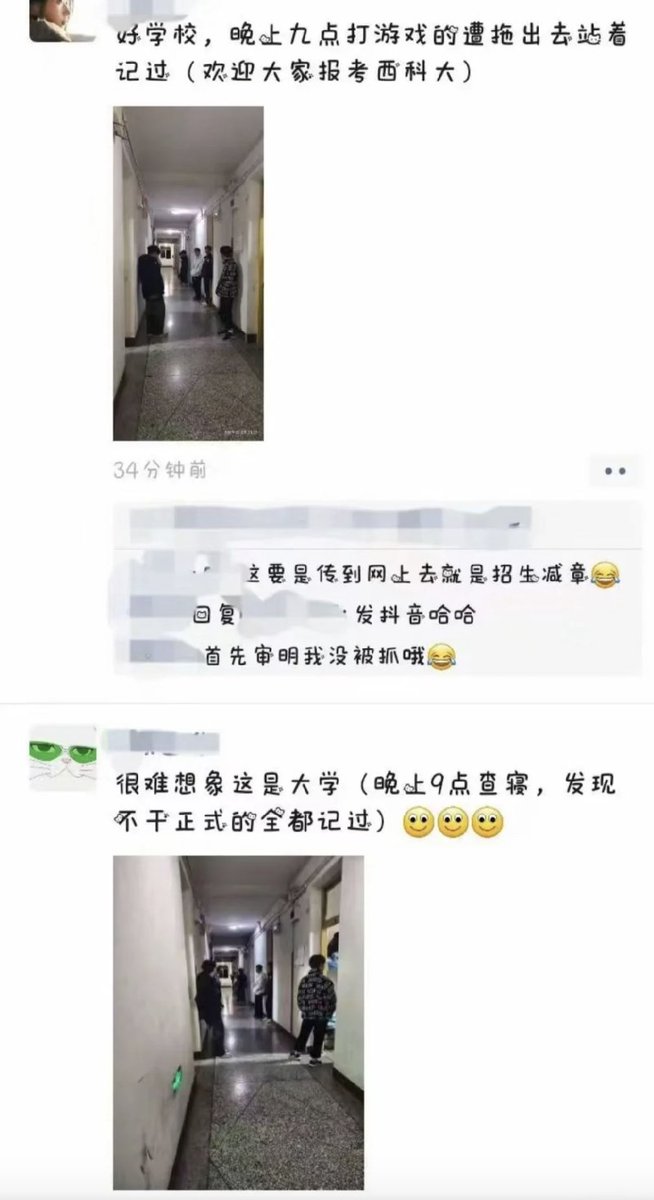 好学校，晚上九点打游戏的遭拖出去站着
记过（欢迎大家报考西科大）
34分钟前
这要是传到网上去就是招生减章😂
回复
：发抖音哈哈
首先审明我没被抓哦😂
很难想象这是大学（晚上9点查寝，发现
不干正式的全都记过）🙂🙂🙂